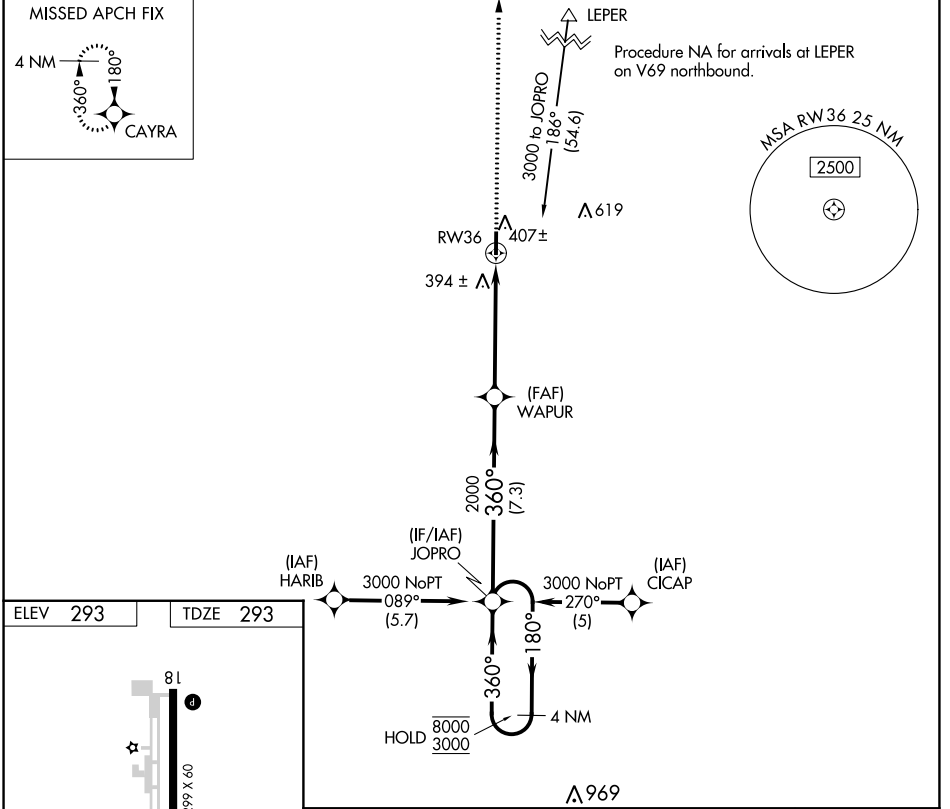 MISSED APCH FIX
4 NM
360°
180°
CAYRA
LEPER
Procedure NA for arrivals at LEPER
on V69 northbound.
3000 to JOPRO
186°
(54.6)
MSA RW36 25 NM
2500
619
RW36
407±
394 ±
(FAF)
WAPUR
2000
360°
(7.3)
(IF/IAF)
JOPRO
(IAF)
HARIB
3000 NoPT
089°
(5.7)
3000 NoPT
270°
(5)
(IAF)
CICAP
360°
180°
HOLD
8000
3000
4 NM
969
ELEV 293
TDZE 293
18
P
299 X 60